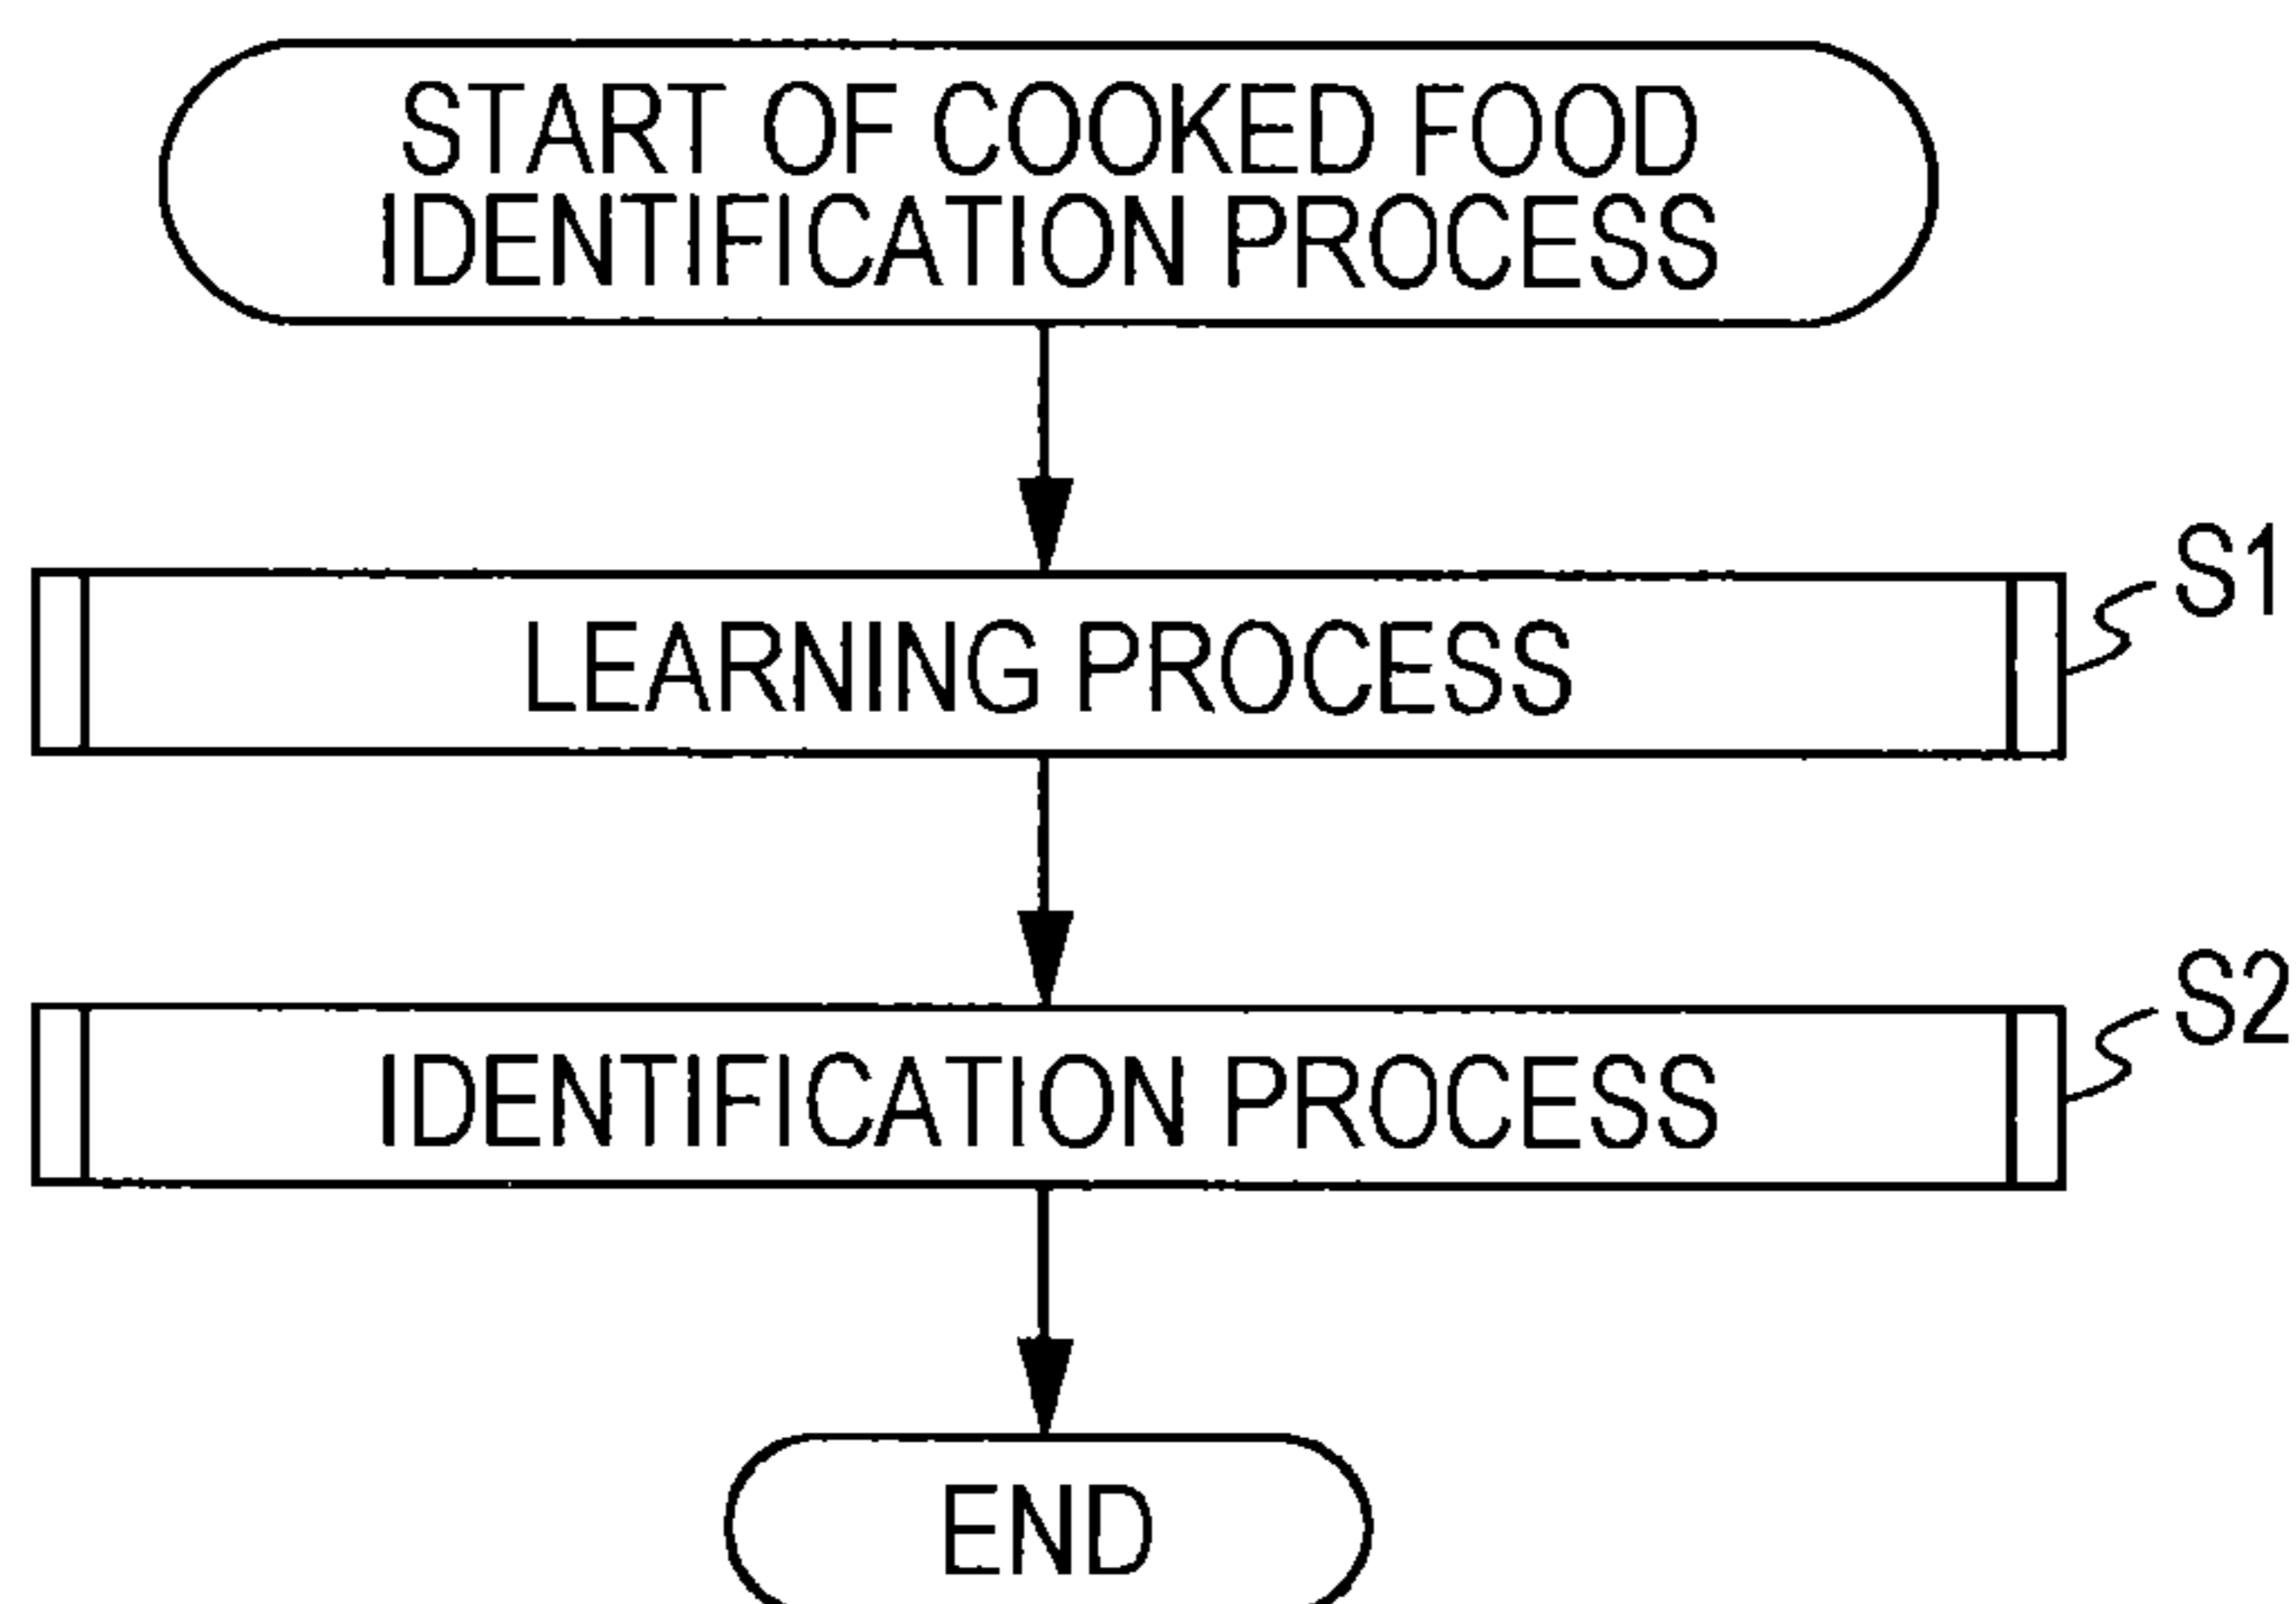 START OF COOKED FOOD
IDENTIFICATION PROCESS
LEARNING PROCESS
S1
IDENTIFICATION PROCESS
S2
END